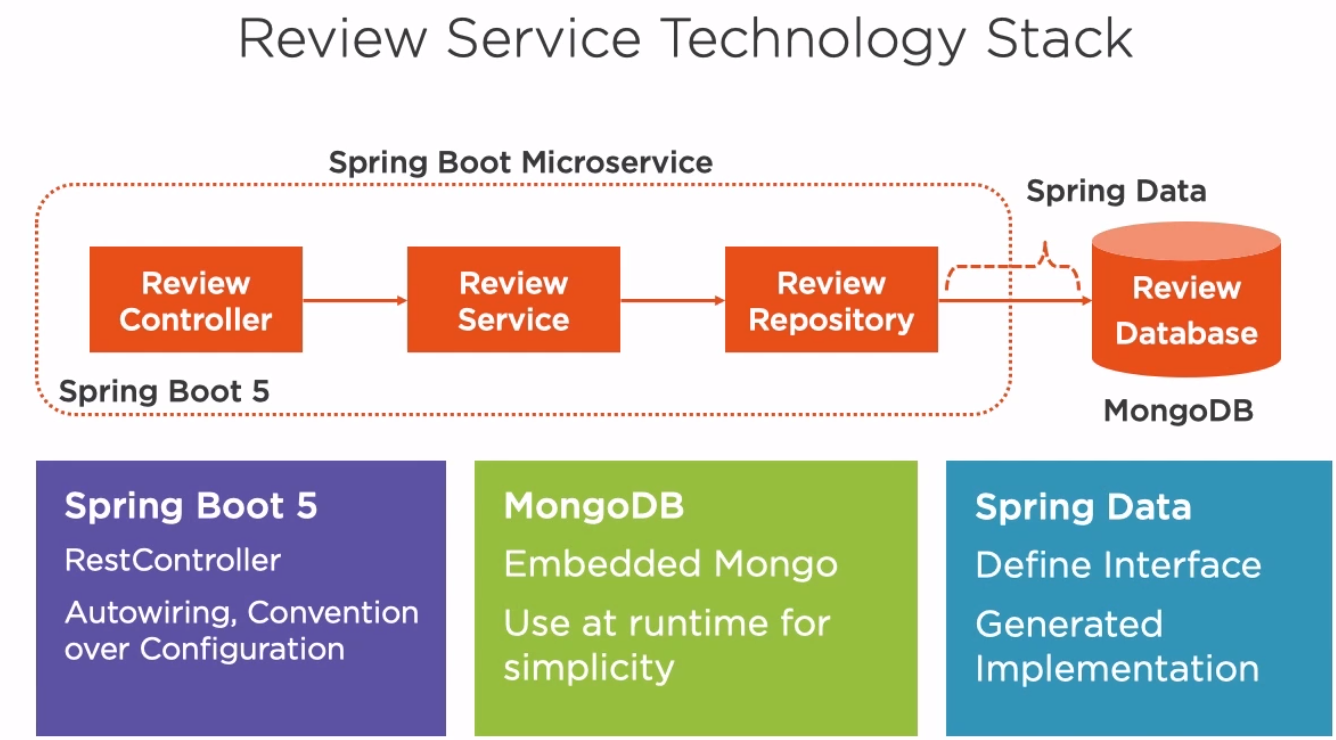 Review Service Technology Stack
Spring Boot Microservice
Spring Data
Review
Controller
Review
Service
Review
Repository
Review
Database
Spring Boot 5
MongoDB
Spring Boot 5
RestController
Autowiring, Convention
over Configuration
MongoDB
Embedded Mongo
Use at runtime for
simplicity
Spring Data
Define Interface
Generated
Implementation